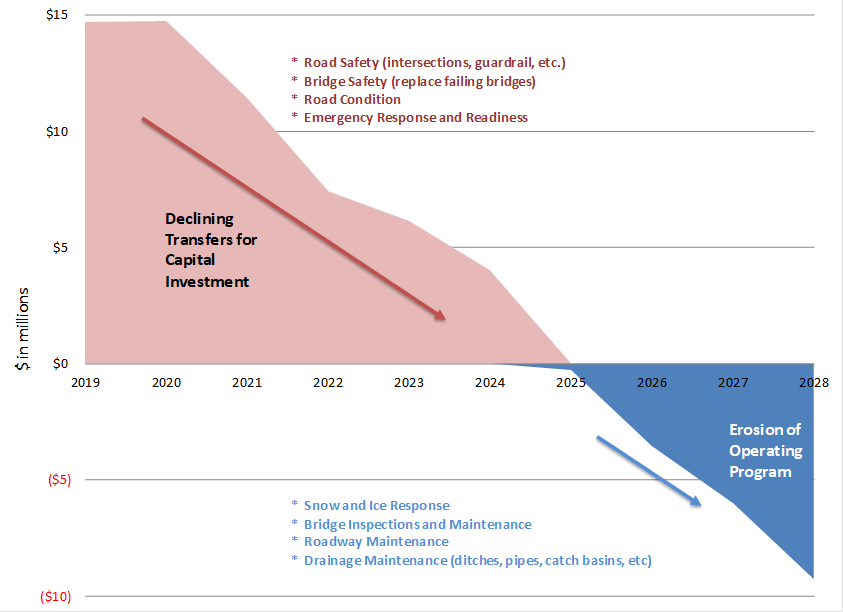 $15
* Road Safety (intersections, guardrail, etc.)
* Bridge Safety (replace failing bridges)
* Road Condition
* Emergency Response and Readiness
$10
Declining
Transfers for
Capital
Investment
$5
$ in millions
$0
2019 2020 2021 2022 2023 2024 2025 2026 2027 2028
Erosion of
Operating
Program
($5)
* Snow and Ice Response
* Bridge Inspections and Maintenance
* Roadway Maintenance
* Drainage Maintenance (ditches, pipes, catch basins, etc)
($10)